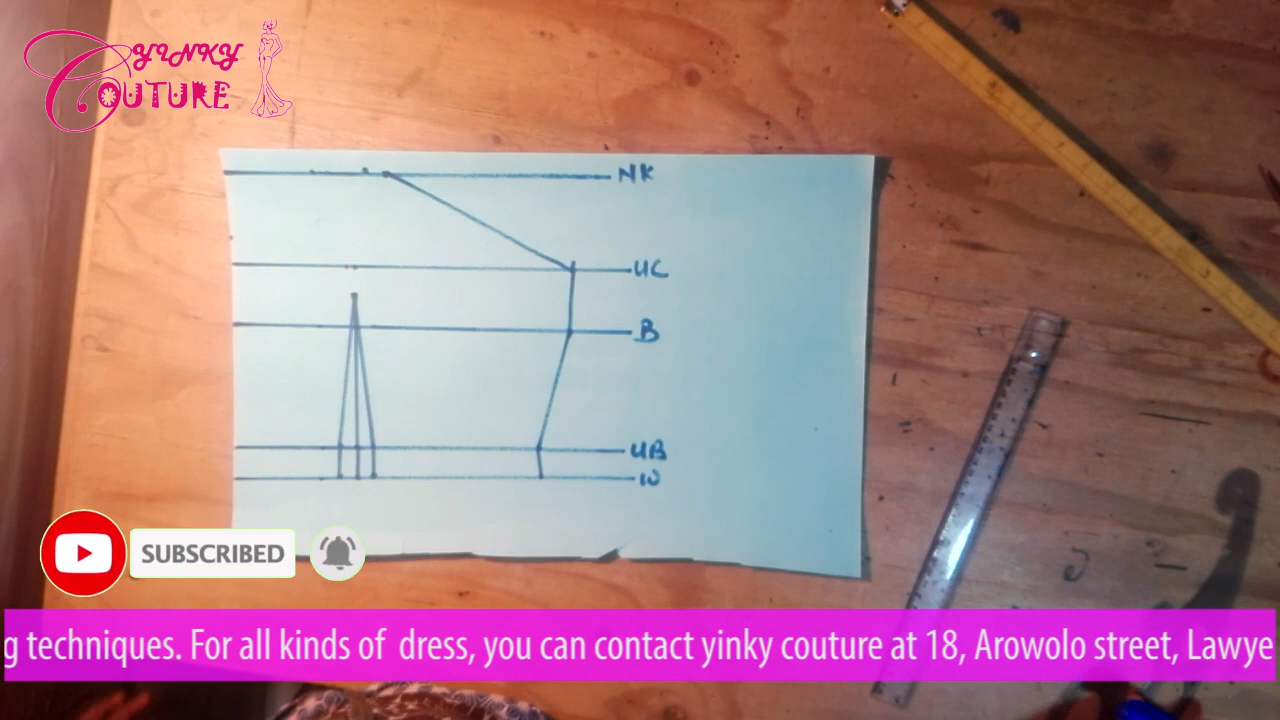 YINKY
COUTURE
NK
UC
B
UB
W
SUBSCRIBED
g techniques. For all kinds of dress, you can contact yinky couture at 18, Arowolo street, Lawye